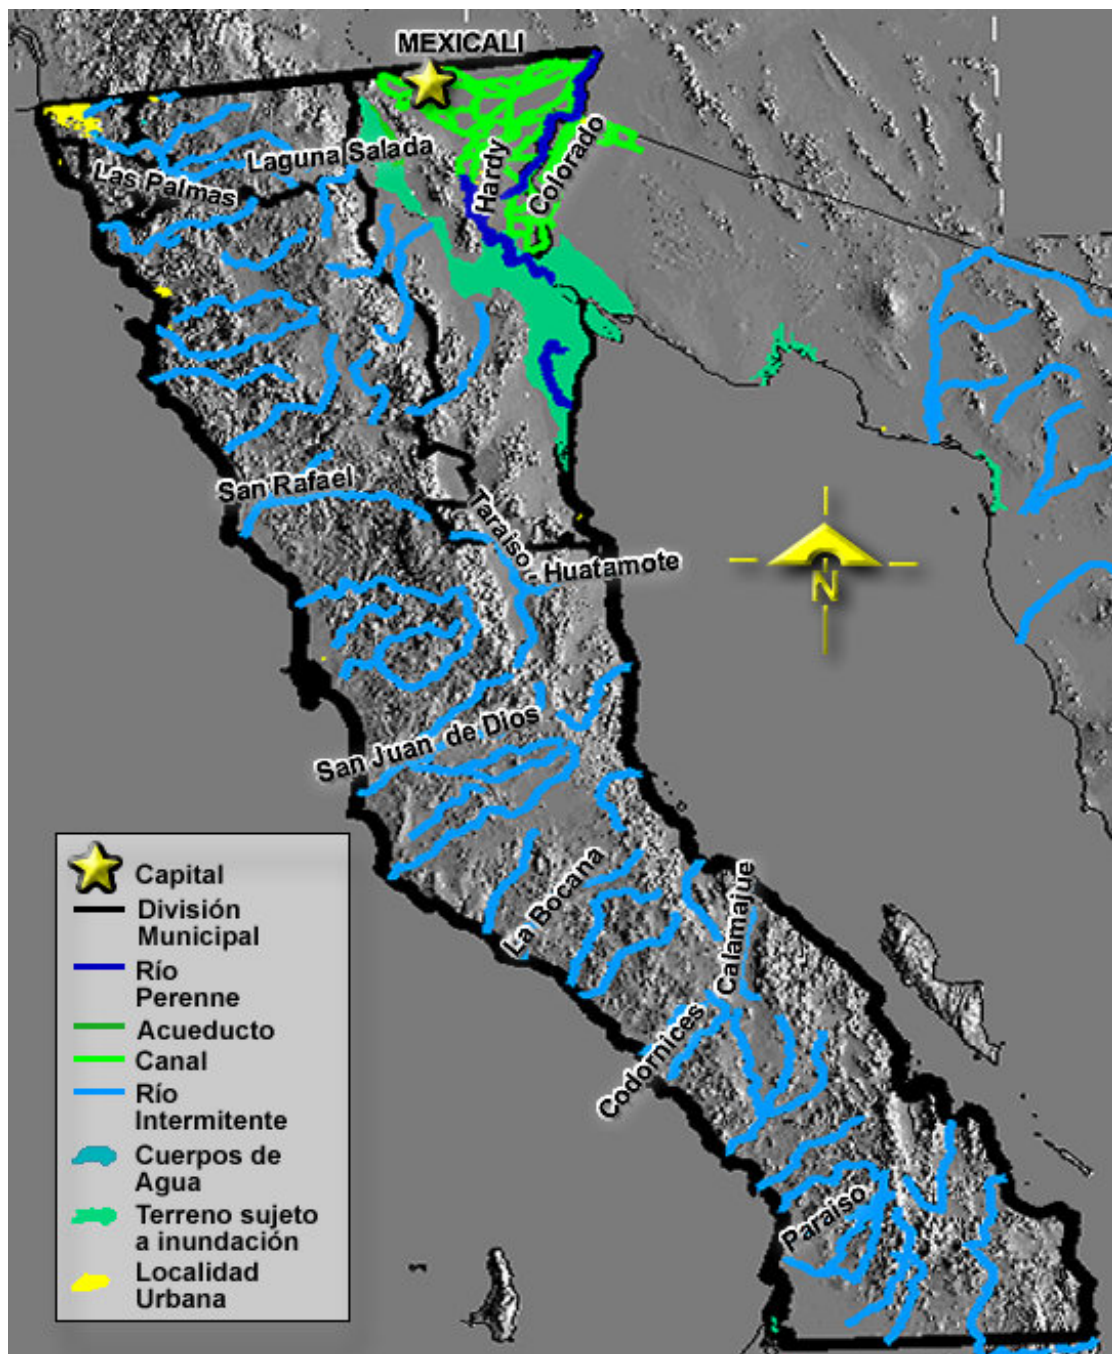 MEXICALI
Laguna Salada
Las Palmas
Hardy
Colorado
San Rafael
Taraiso
Huatamote
N
San Juan de Dios
La Bocana
Calamajue
Codornices
Paraiso
Capital
División
Municipal
Río
Perenne
Acueducto
Canal
Río
Intermitente
Cuerpos de
Agua
Terreno sujeto
a inundación
Localidad
Urbana